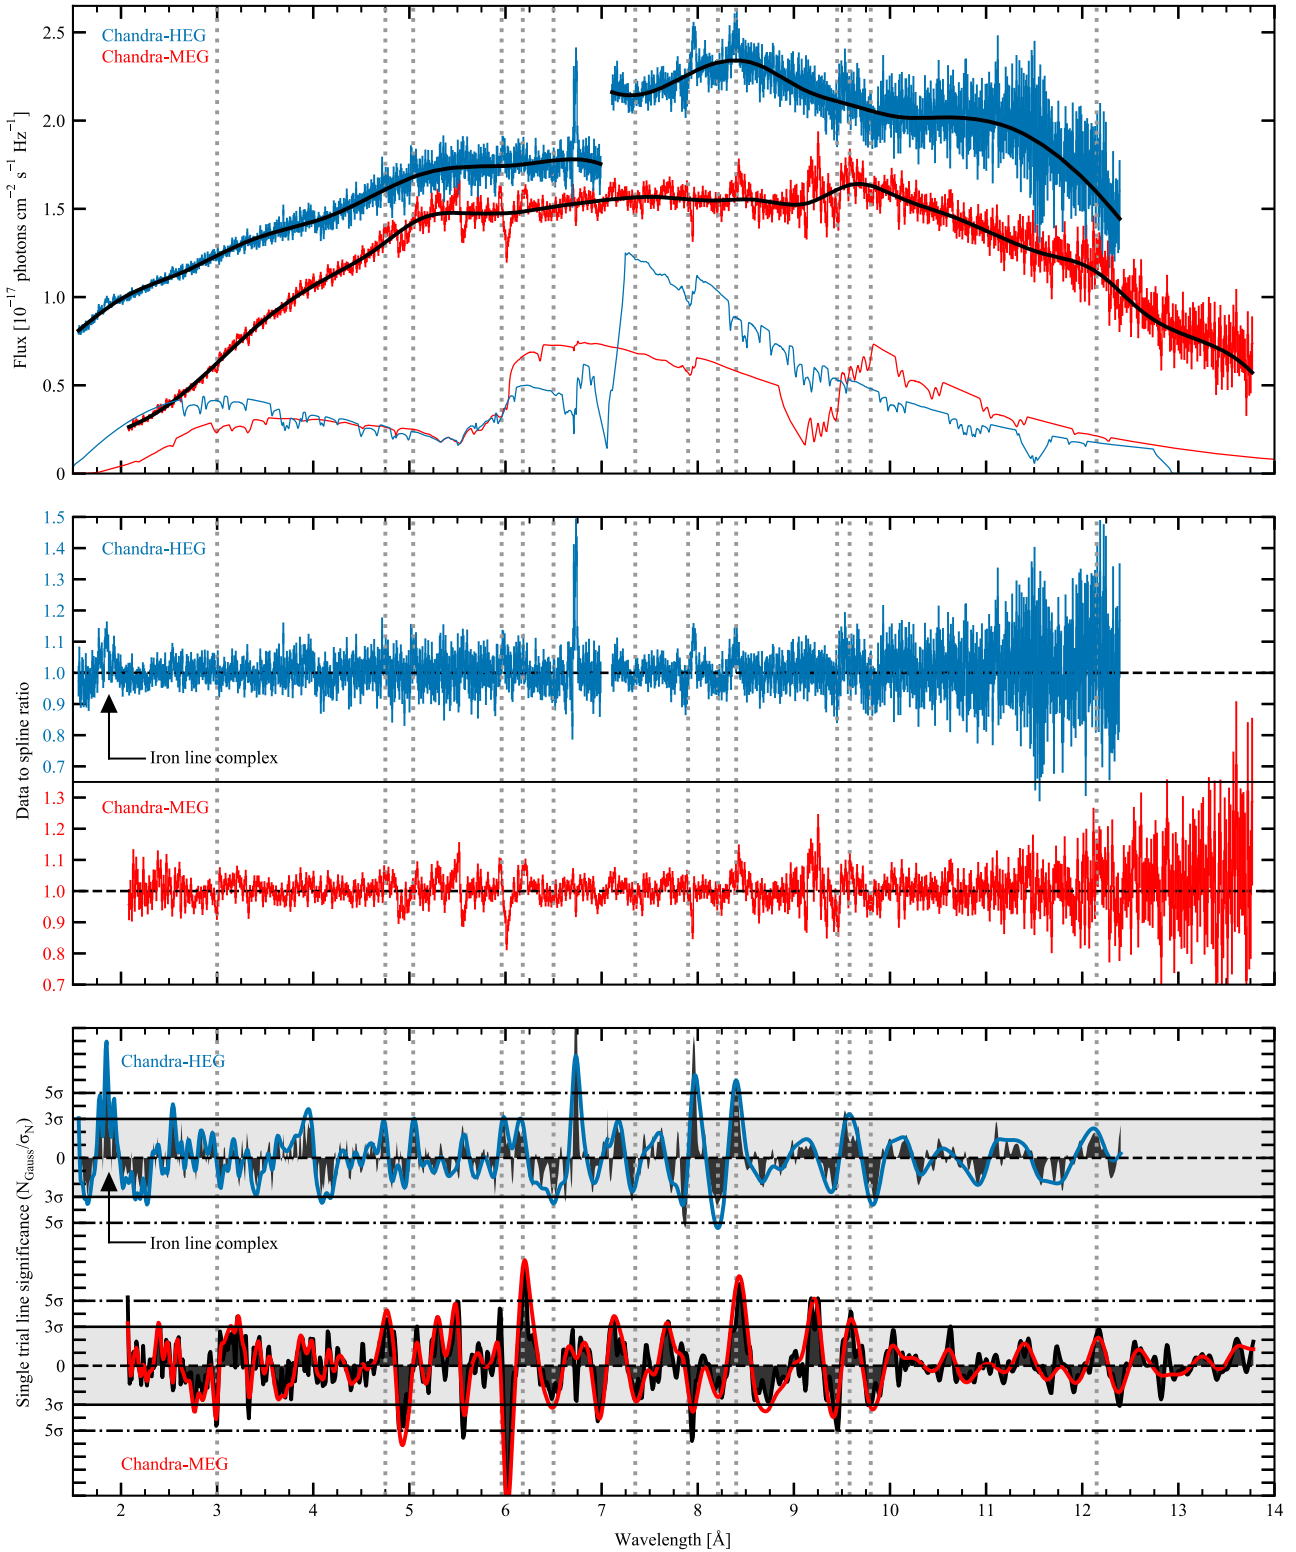 Chandra-HEG
Chandra-MEG
Flux [10⁻¹⁷ photons cm⁻² s⁻¹ Hz⁻¹]
2.5
2.0
1.5
1.0
0.5
0
Chandra-HEG
Iron line complex
Data to spline ratio
1.5
1.4
1.3
1.2
1.1
1.0
0.9
0.8
0.7
Chandra-MEG
1.3
1.2
1.1
1.0
0.9
0.8
0.7
Chandra-HEG
Iron line complex
Single trial line significance (N_Gauss/σ_N)
5σ
3σ
0
3σ
5σ
5σ
3σ
0
3σ
5σ
Chandra-MEG
2 3 4 5 6 7 8 9 10 11 12 13 14
Wavelength [Å]